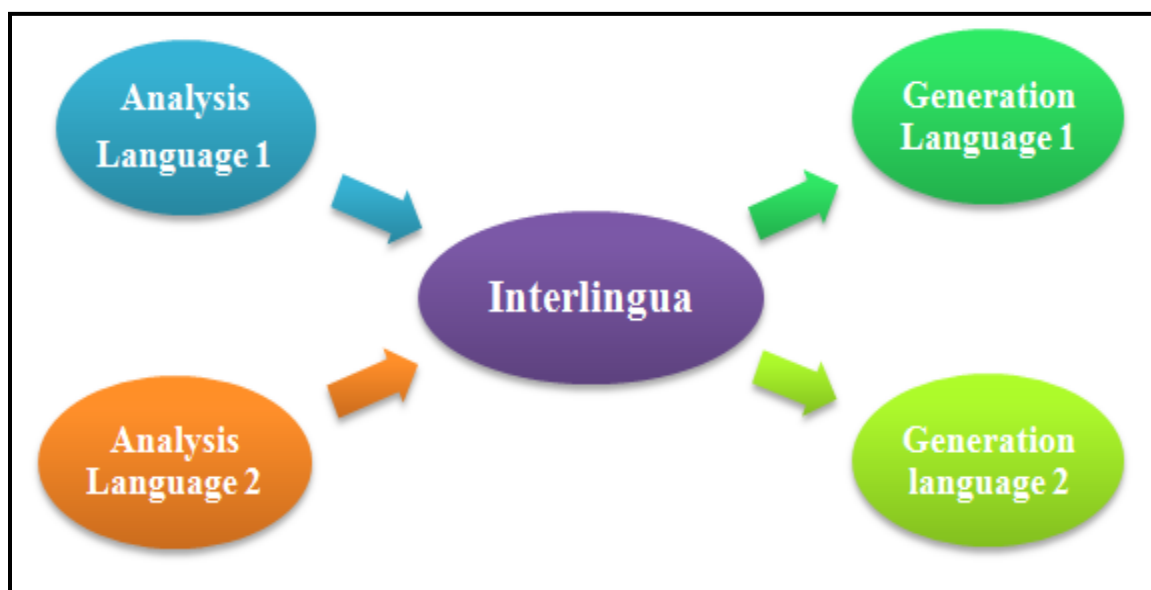 Analysis
Language 1
Generation
Language 1
Interlingua
Analysis
Language 2
Generation
language 2